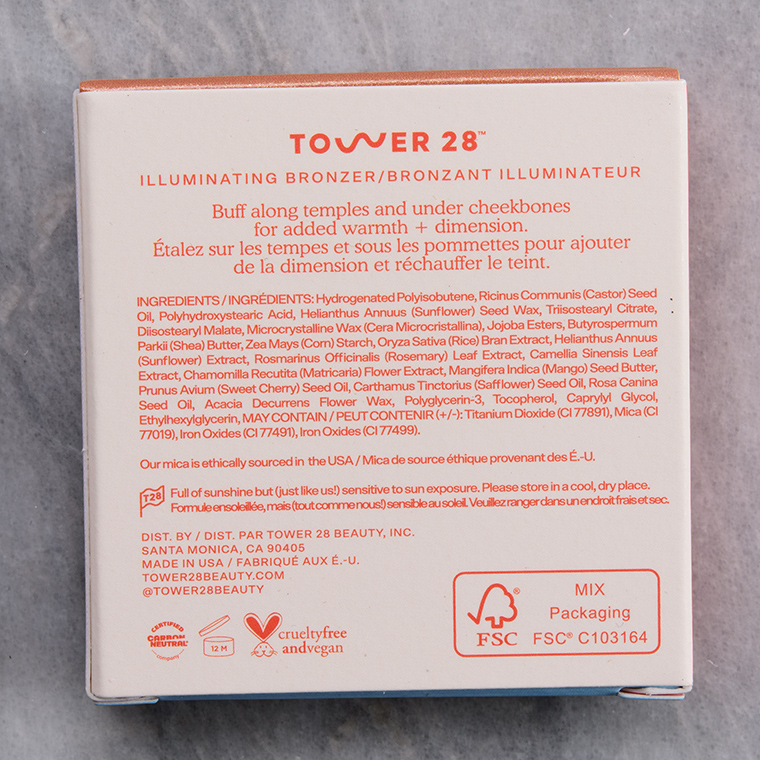 TOWER 28™
ILLUMINATING BRONZER/BRONZANT ILLUMINATEUR
Buff along temples and under cheekbones
for added warmth + dimension.
Étalez sur les tempes et sous les pommettes pour ajouter
de la dimension et réchauffer le teint.
INGREDIENTS / INGRÉDIENTS: Hydrogenated Polyisobutene, Ricinus Communis (Castor) Seed
Oil, Polyhydroxystearic Acid, Helianthus Annuus (Sunflower) Seed Wax, Triisostearyl Citrate,
Diisostearyl Malate, Microcrystalline Wax (Cera Microcristallina), Jojoba Esters, Butyrospermum
Parkii (Shea) Butter, Zea Mays (Corn) Starch, Oryza Sativa (Rice) Bran Extract, Helianthus Annuus
(Sunflower) Extract, Rosmarinus Officinalis (Rosemary) Leaf Extract, Camellia Sinensis Leaf
Extract, Chamomilla Recutita (Matricaria) Flower Extract, Mangifera Indica (Mango) Seed Butter,
Prunus Avium (Sweet Cherry) Seed Oil, Carthamus Tinctorius (Safflower) Seed Oil, Rosa Canina
Seed Oil, Acacia Decurrens Flower Wax, Polyglycerin-3, Tocopherol, Caprylyl Glycol,
Ethylhexylglycerin, MAY CONTAIN / PEUT CONTENIR (+/-): Titanium Dioxide (CI 77891), Mica (CI
77019), Iron Oxides (CI 77491), Iron Oxides (CI 77499).
Our mica is ethically sourced in the USA / Mica de source éthique provenant des É.-U.
T28
Full of sunshine but (just like us!) sensitive to sun exposure. Please store in a cool, dry place.
Formule ensoleillée, mais (tout comme nous!) sensible au soleil. Veuillez ranger dans un endroit frais et sec.
DIST. BY / DIST. PAR TOWER 28 BEAUTY, INC.
SANTA MONICA, CA 90405
MADE IN USA / FABRIQUÉ AUX É.-U.
TOWER28BEAUTY.COM
@TOWER28BEAUTY
CERTIFIED
CARBON
NEUTRAL
company
12 M
crueltyfree
andvegan
FSC
®
MIX
Packaging
FSC® C103164